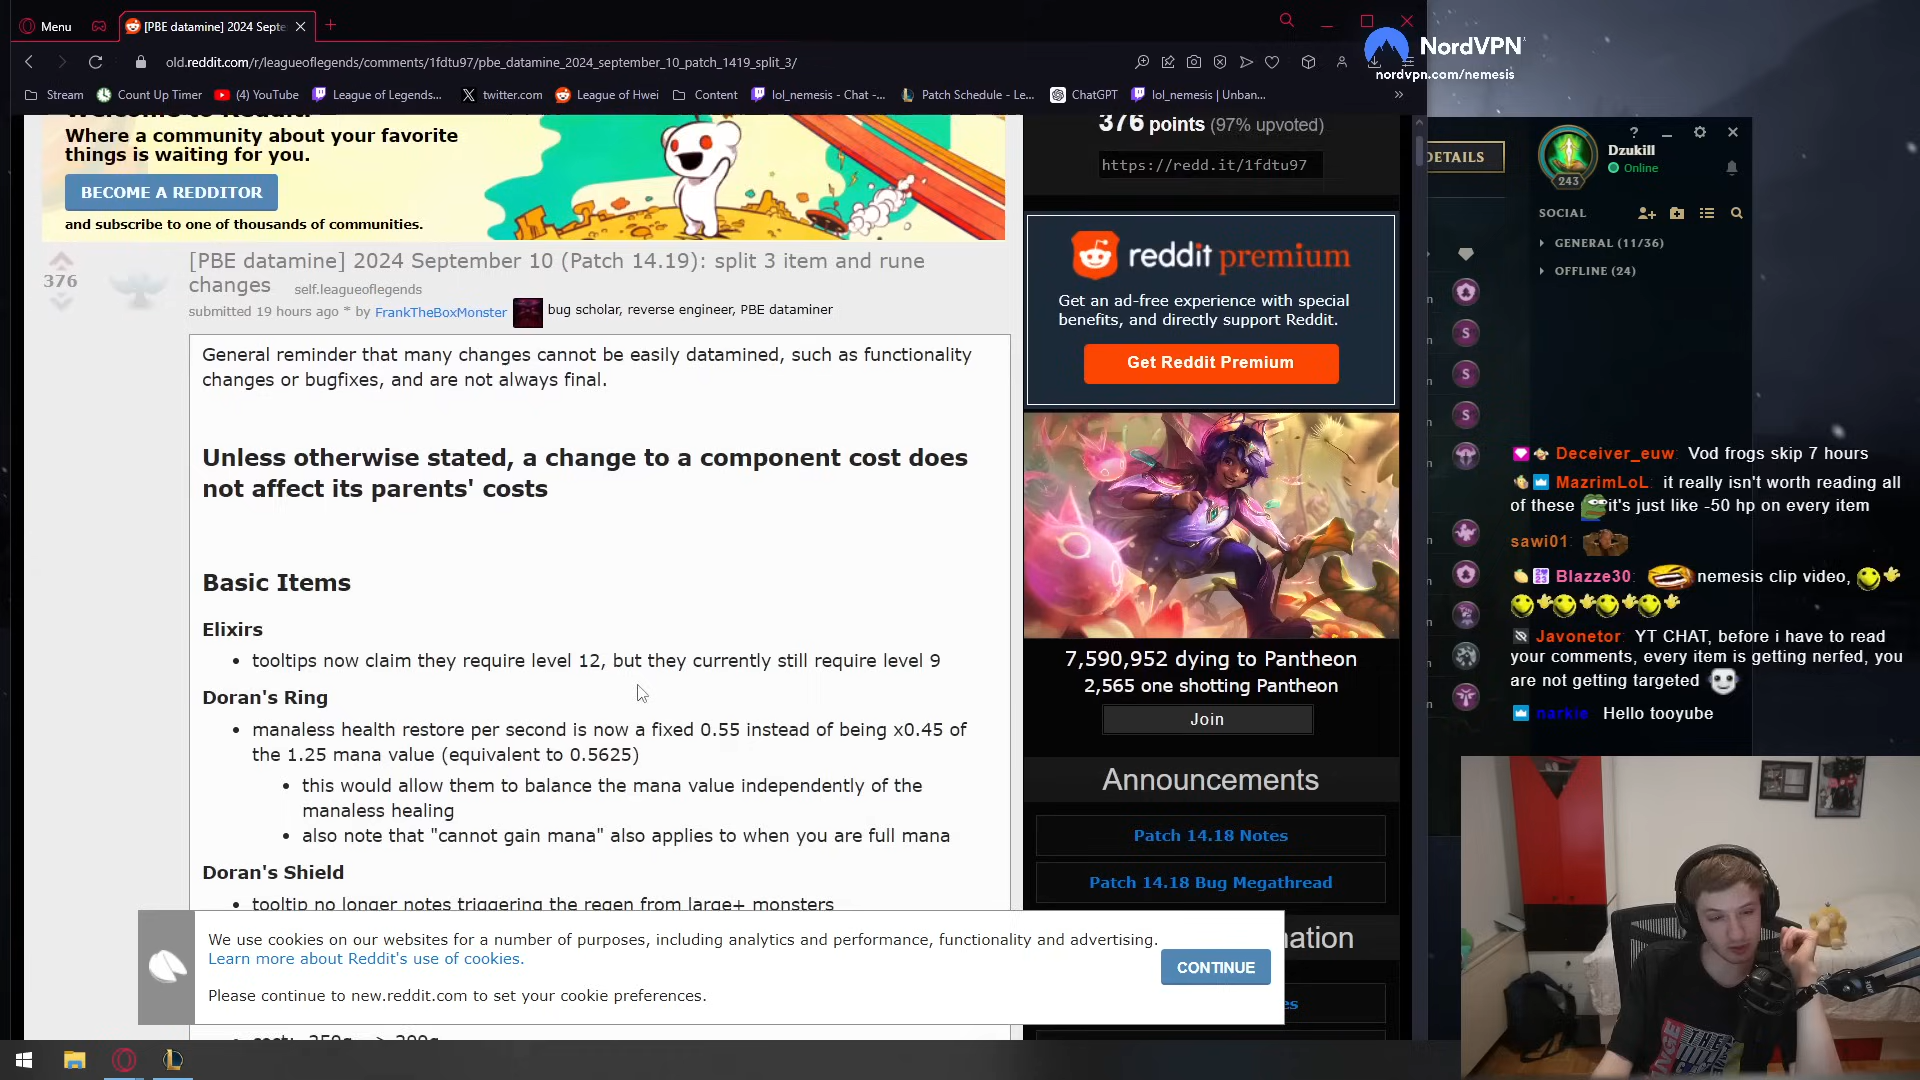 Menu
[PBE datamine] 2024 Septe
old.reddit.com/r/leagueoflegends/comments/1fdtu97/pbe_datamine_2024_september_10_patch_1419_split_3/
Stream
Count Up Timer
(4) YouTube
League of Legends...
twitter.com
League of Hwei
Content
lol_nemesis - Chat -...
Patch Schedule - Le...
ChatGPT
lol_nemesis | Unban...
»
NordVPN
nordvpn.com/nemesis
Welcome to Reddit.
Where a community about your favorite
things is waiting for you.
BECOME A REDDITOR
and subscribe to one of thousands of communities.
376
[PBE datamine] 2024 September 10 (Patch 14.19): split 3 item and rune
changes self.leagueoflegends
submitted 19 hours ago * by FrankTheBoxMonster bug scholar, reverse engineer, PBE dataminer
General reminder that many changes cannot be easily datamined, such as functionality
changes or bugfixes, and are not always final.
Unless otherwise stated, a change to a component cost does
not affect its parents' costs
Basic Items
Elixirs
• tooltips now claim they require level 12, but they currently still require level 9
Doran's Ring
• manaless health restore per second is now a fixed 0.55 instead of being x0.45 of
the 1.25 mana value (equivalent to 0.5625)
• this would allow them to balance the mana value independently of the
manaless healing
• also note that "cannot gain mana" also applies to when you are full mana
Doran's Shield
• tooltip no longer notes triggering the regen from large+ monsters
We use cookies on our websites for a number of purposes, including analytics and performance, functionality and advertising.
Learn more about Reddit's use of cookies.
Please continue to new.reddit.com to set your cookie preferences.
CONTINUE
376 points (97% upvoted)
https://redd.it/1fdtu97
reddit premium
Get an ad-free experience with special
benefits, and directly support Reddit.
Get Reddit Premium
7,590,952 dying to Pantheon
2,565 one shotting Pantheon
Join
Announcements
Patch 14.18 Notes
Patch 14.18 Bug Megathread
DETAILS
Dzukill
Online
243
SOCIAL
GENERAL (11/36)
OFFLINE (24)
Deceiver_euw: Vod frogs skip 7 hours
MazrimLoL: it really isn't worth reading all
of these it's just like -50 hp on every item
sawi01:
Blazze30: nemesis clip video,
Javonetor: YT CHAT, before i have to read
your comments, every item is getting nerfed, you
are not getting targeted
narkie: Hello tooyube